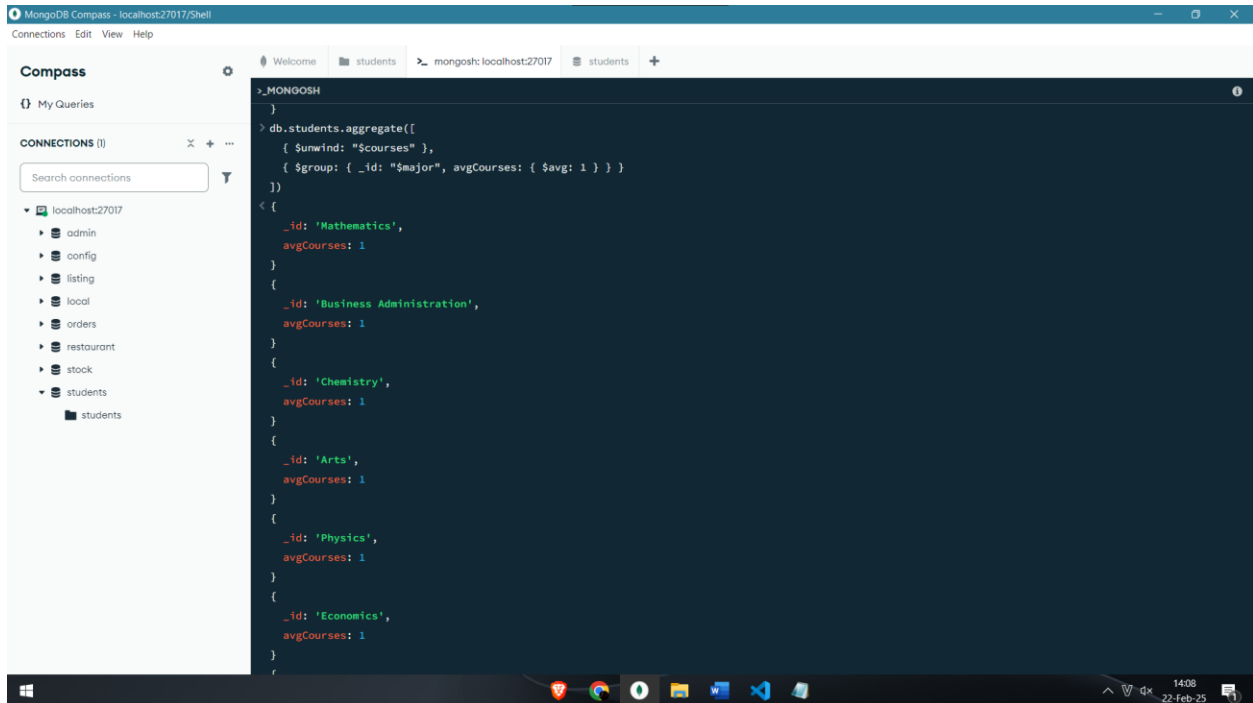 MongoDB Compass - localhost:27017/Shell
Connections Edit View Help
Compass
{} My Queries
CONNECTIONS (1)
Search connections
localhost:27017
admin
config
listing
local
orders
restaurant
stock
students
students
Welcome students >_ mongosh: localhost:27017 students +
>_MONGOSH
}
> db.students.aggregate([
{ $unwind: "$courses" },
{ $group: { _id: "$major", avgCourses: { $avg: 1 } } }
])
< {
_id: 'Mathematics',
avgCourses: 1
}
{
_id: 'Business Administration',
avgCourses: 1
}
{
_id: 'Chemistry',
avgCourses: 1
}
{
_id: 'Arts',
avgCourses: 1
}
{
_id: 'Physics',
avgCourses: 1
}
{
_id: 'Economics',
avgCourses: 1
}
{
14:08
22-Feb-25